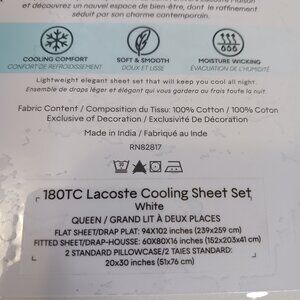 et découvrez un nouvel espace de bien-être, dont le raffinement
séduit par son charme contemporain.
COOLING COMFORT
CONFORT DE REFROIDISSEMENT
SOFT & SMOOTH
DOUX ET LISSE
MOISTURE WICKING
ÉVACUATION DE L'HUMIDITÉ
Lightweight elegant sheet set that will keep you cool all night.
Ensemble de draps léger et élégant qui vous gardera au frais toute la nuit.
Fabric Content / Composition du Tissu: 100% Cotton / 100% Coton
Exclusive of Decoration / Exclusivité De Décoration
Made in India / Fabriqué au Inde
RN82817
180TC Lacoste Cooling Sheet Set
White
QUEEN / GRAND LIT À DEUX PLACES
FLAT SHEET/DRAP PLAT: 94X102 inches (239x259 cm)
FITTED SHEET/DRAP-HOUSSE: 60X80X16 inches (152x203x41 cm)
2 STANDARD PILLOWCASE/2 TAIES STANDARD:
20x30 inches (51x76 cm)